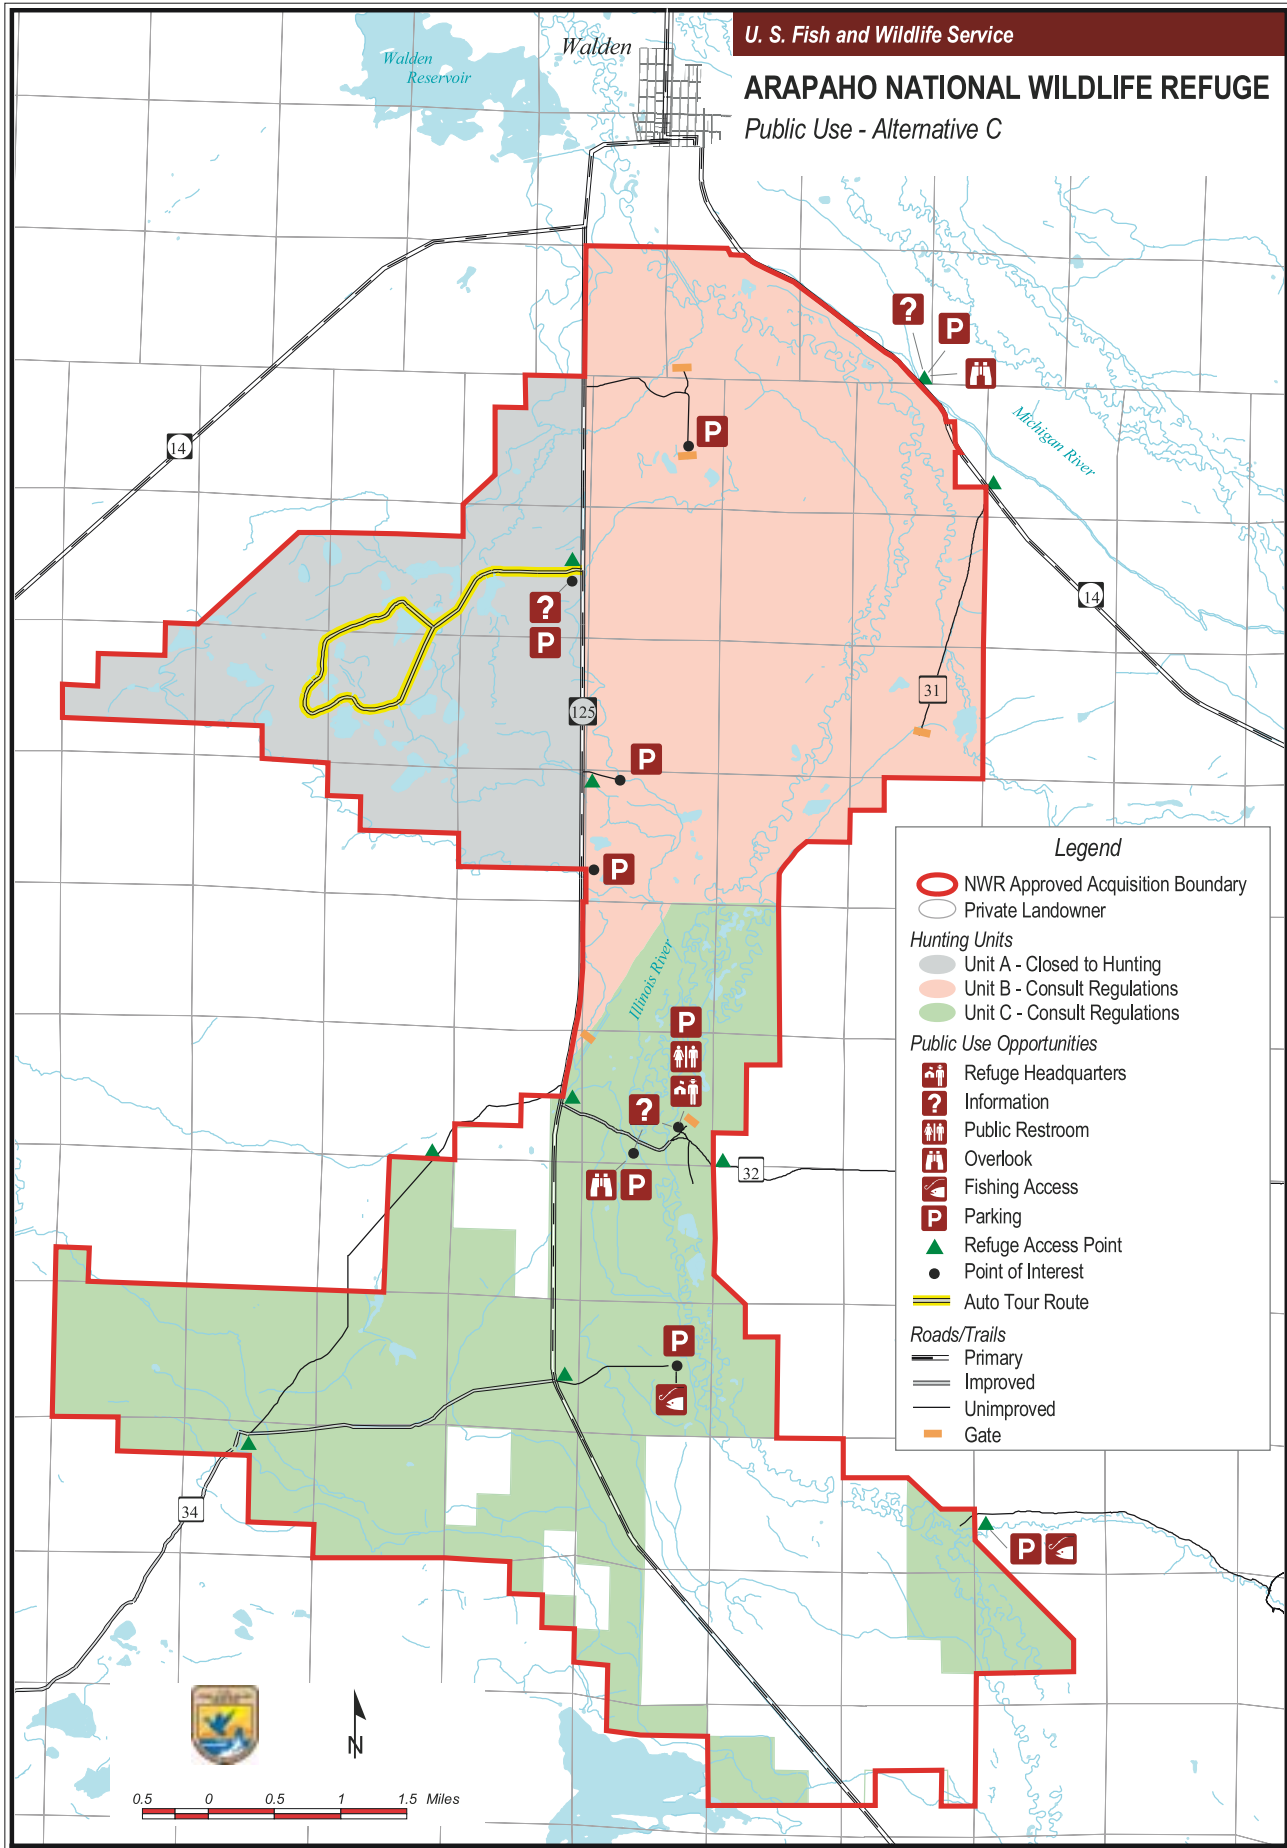 U. S. Fish and Wildlife Service
ARAPAHO NATIONAL WILDLIFE REFUGE
Public Use - Alternative C
Walden
Walden
Reservoir
?
P
Michigan River
14
P
?
P
14
31
125
P
P
Illinois River
P
?
P
32
P
34
P
Legend
NWR Approved Acquisition Boundary
Private Landowner
Hunting Units
Unit A - Closed to Hunting
Unit B - Consult Regulations
Unit C - Consult Regulations
Public Use Opportunities
Refuge Headquarters
? Information
Public Restroom
Overlook
Fishing Access
P Parking
Refuge Access Point
Point of Interest
Auto Tour Route
Roads/Trails
Primary
Improved
Unimproved
Gate
N
0.5 0 0.5 1 1.5 Miles